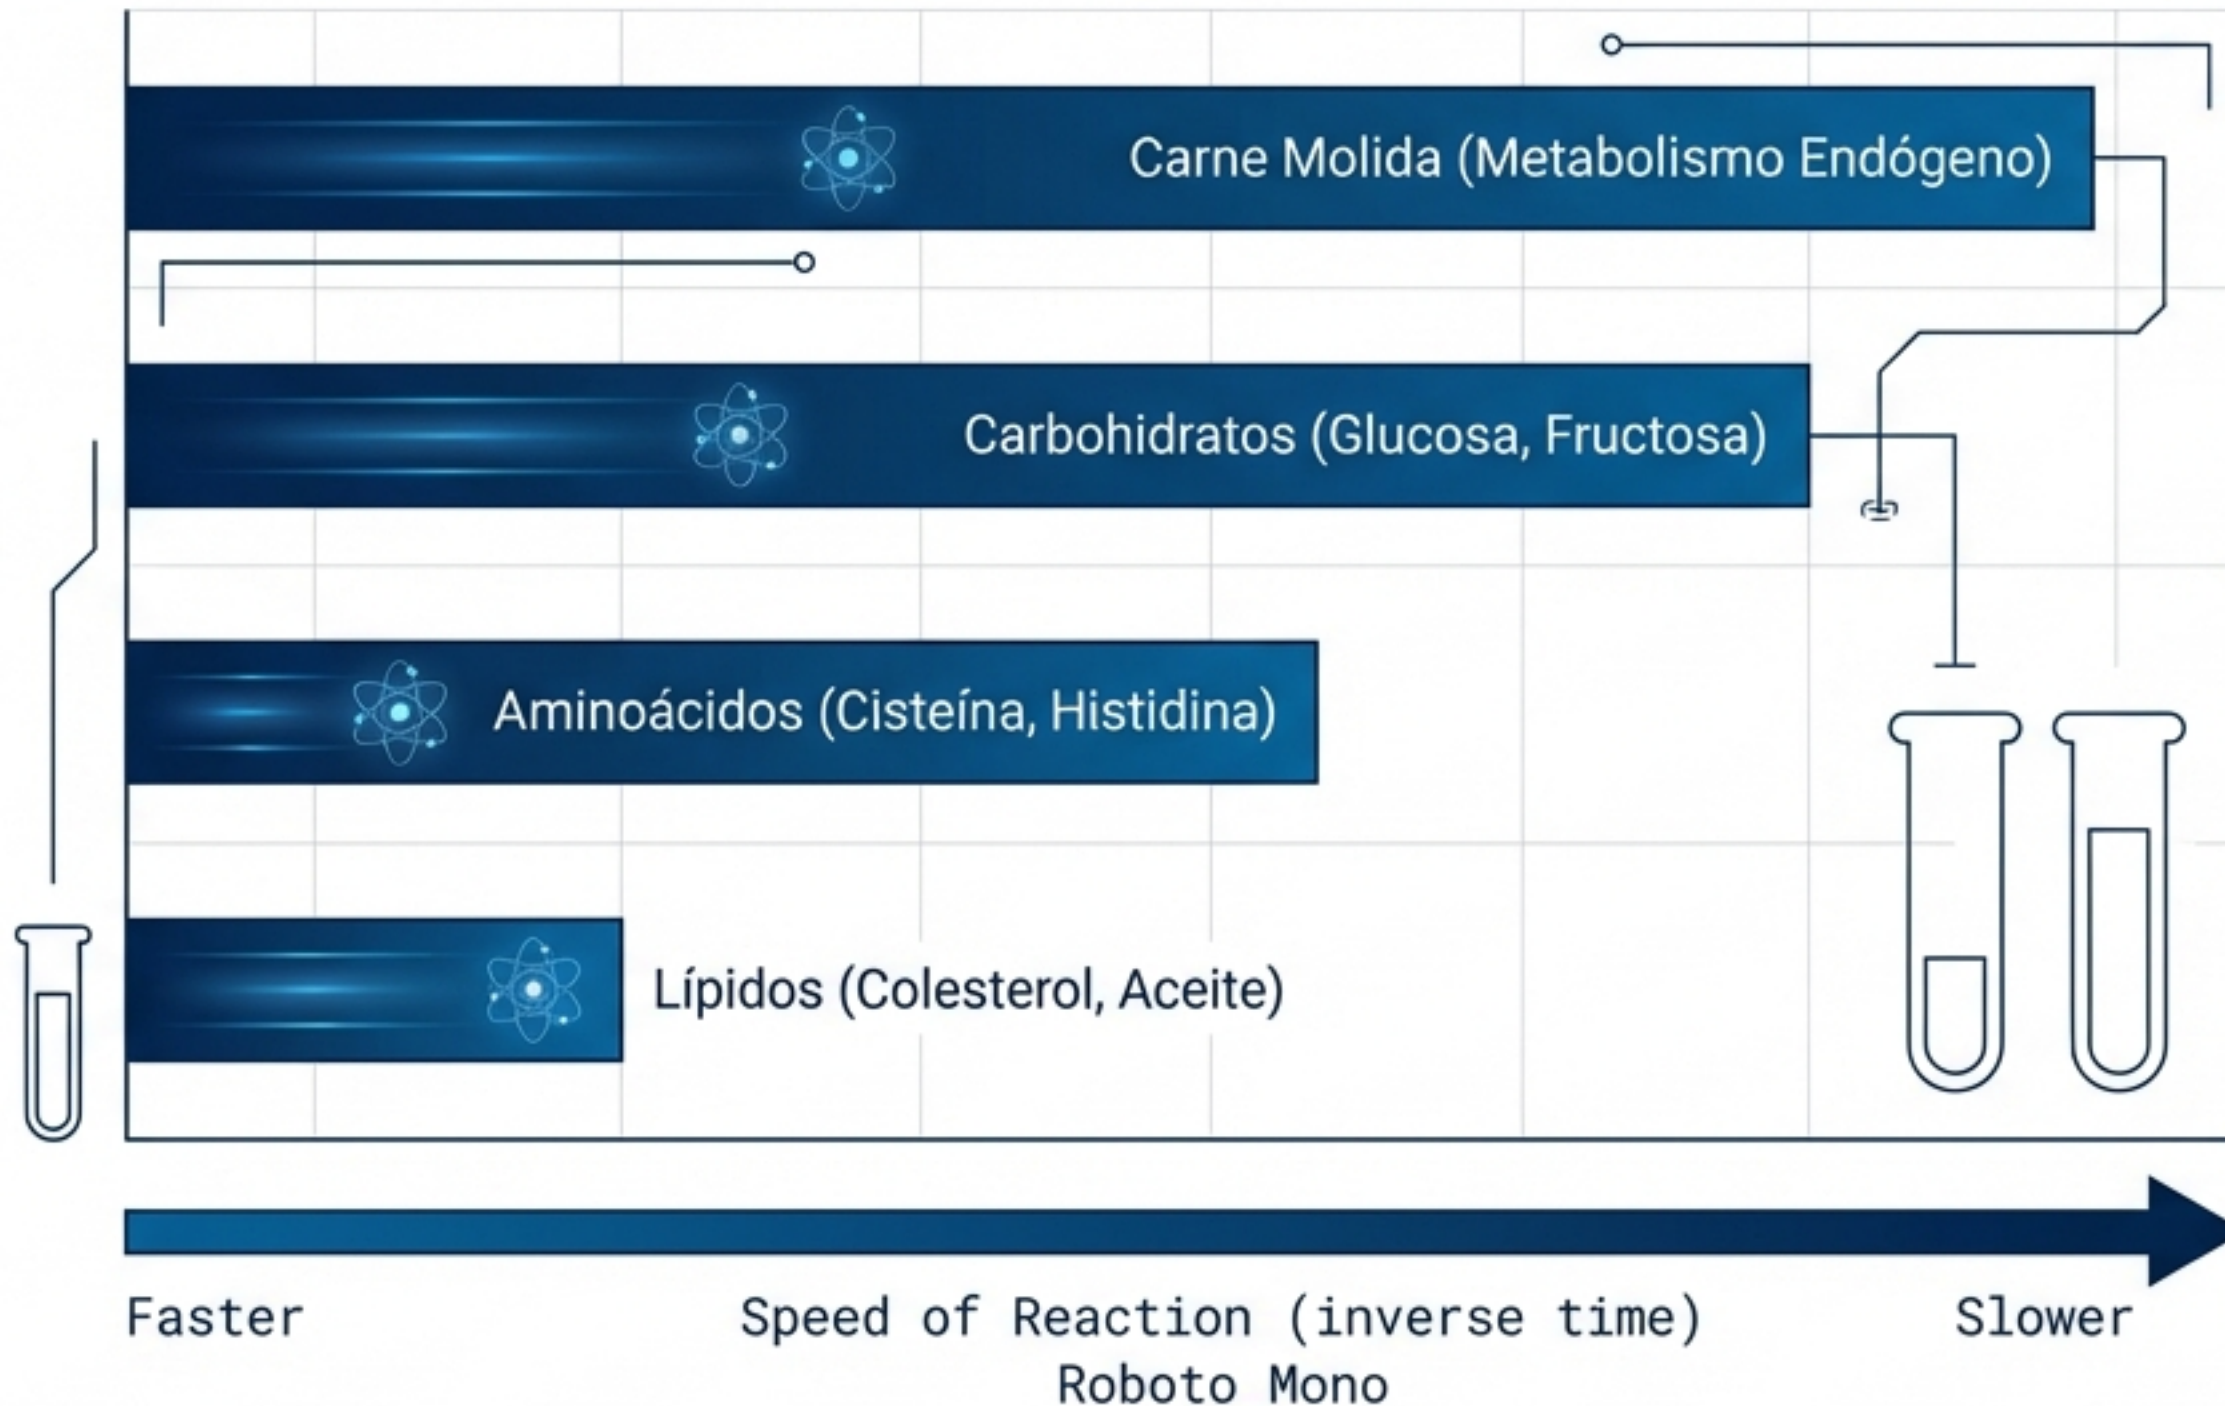 Carne Molida (Metabolismo Endógeno)
Carbohidratos (Glucosa, Fructosa)
Aminoácidos (Cisteína, Histidina)
Lípidos (Colesterol, Aceite)
Faster
Speed of Reaction (inverse time)
Slower
Roboto Mono